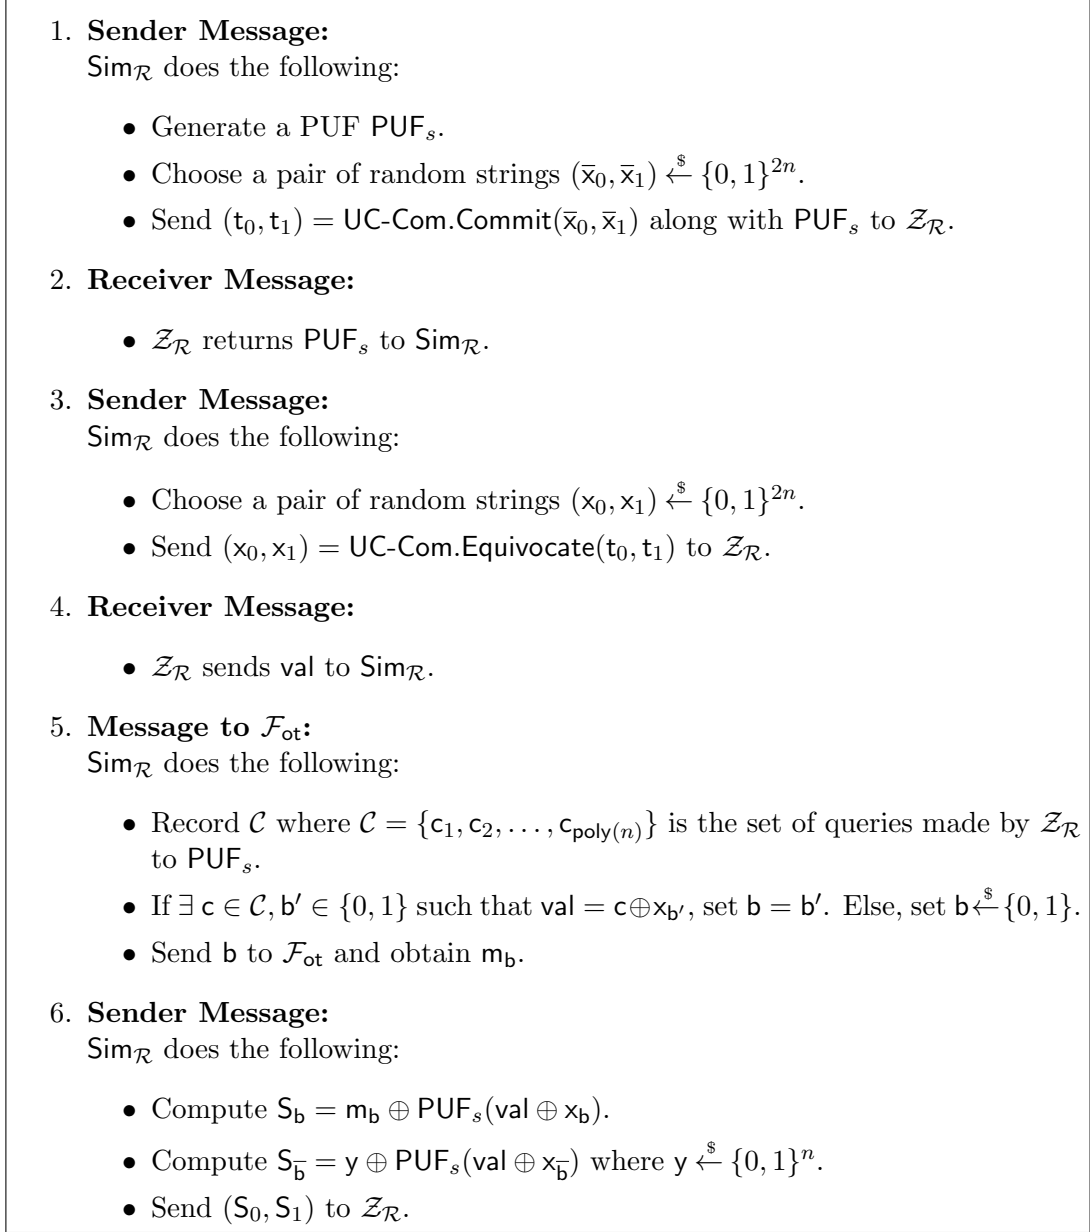 1. Sender Message:
Sim_ℛ does the following:
• Generate a PUF PUF_s.
• Choose a pair of random strings (x̄_0, x̄_1) ←$ {0, 1}^{2n}.
• Send (t_0, t_1) = UC-Com.Commit(x̄_0, x̄_1) along with PUF_s to 𝒵_ℛ.
2. Receiver Message:
• 𝒵_ℛ returns PUF_s to Sim_ℛ.
3. Sender Message:
Sim_ℛ does the following:
• Choose a pair of random strings (x_0, x_1) ←$ {0, 1}^{2n}.
• Send (x_0, x_1) = UC-Com.Equivocate(t_0, t_1) to 𝒵_ℛ.
4. Receiver Message:
• 𝒵_ℛ sends val to Sim_ℛ.
5. Message to ℱ_ot:
Sim_ℛ does the following:
• Record 𝒞 where 𝒞 = {c_1, c_2, . . . , c_{poly(n)}} is the set of queries made by 𝒵_ℛ
to PUF_s.
• If ∃ c ∈ 𝒞, b′ ∈ {0, 1} such that val = c⊕x_{b′}, set b = b′. Else, set b ←$ {0, 1}.
• Send b to ℱ_ot and obtain m_b.
6. Sender Message:
Sim_ℛ does the following:
• Compute S_b = m_b ⊕ PUF_s(val ⊕ x_b).
• Compute S_b̄ = y ⊕ PUF_s(val ⊕ x_b̄) where y ←$ {0, 1}^n.
• Send (S_0, S_1) to 𝒵_ℛ.